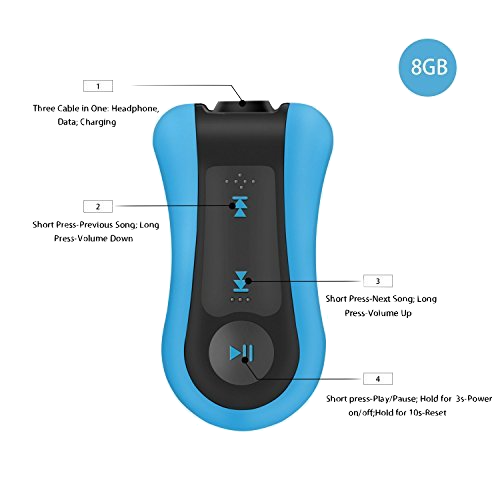 8GB
1
Three Cable in One: Headphone,
Data; Charging
2
Short Press-Previous Song; Long
Press-Volume Down
3
Short Press-Next Song; Long
Press-Volume Up
4
Short press-Play/Pause; Hold for 3s-Power
on/off;Hold for 10s-Reset